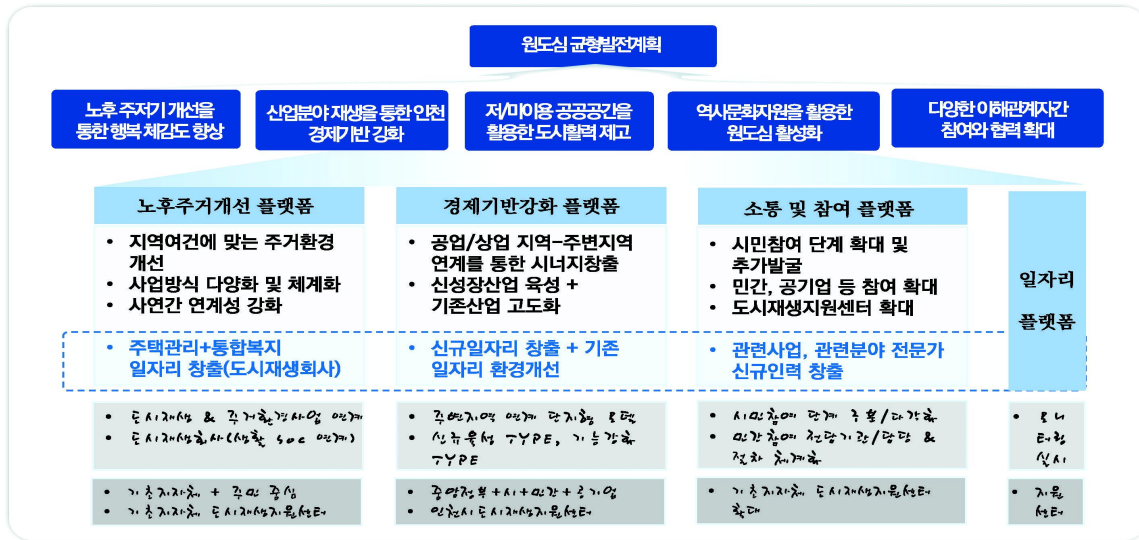 원도심 균형발전계획
노후 주저기 개선을
통한 행복 체감도 향상
산업분야 재생을 통한 인천
경제기반 강화
저/미이용 공공공간을
활용한 도시활력 제고
역사문화자원을 활용한
원도심 활성화
다양한 이해관계자간
참여와 협력 확대
노후주거개선 플랫폼
• 지역여건에 맞는 주거환경
개선
• 사업방식 다양화 및 체계화
• 사연간 연계성 강화
• 주택관리+통합복지
일자리 창출(도시재생회사)
• 도시재생 & 주거환경사업 연계
• 도시재생회사(생활 soc 연계)
• 기초지자체 + 주민 중심
• 기초지자체 도시재생지원센터
경제기반강화 플랫폼
• 공업/상업 지역-주변지역
연계를 통한 시너지창출
• 신성장산업 육성 +
기존산업 고도화
• 신규일자리 창출 + 기존
일자리 환경개선
• 주변지역 연계 단지형 모델
• 신규육성 TYPE, 기능강화
TYPE
• 중앙정부+시+민간+공기업
• 인천시도시재생지원센터
소통 및 참여 플랫폼
• 시민참여 단계 확대 및
추가발굴
• 민간, 공기업 등 참여 확대
• 도시재생지원센터 확대
• 관련사업, 관련분야 전문가
신규인력 창출
• 시민참여 단계 구분/다각화
• 민간참여 전담기관/담당 &
절차 체계화
• 기초지자체 도시재생지원센터
확대
일자리
플랫폼
• 모니
터링
실시
• 지원
센터